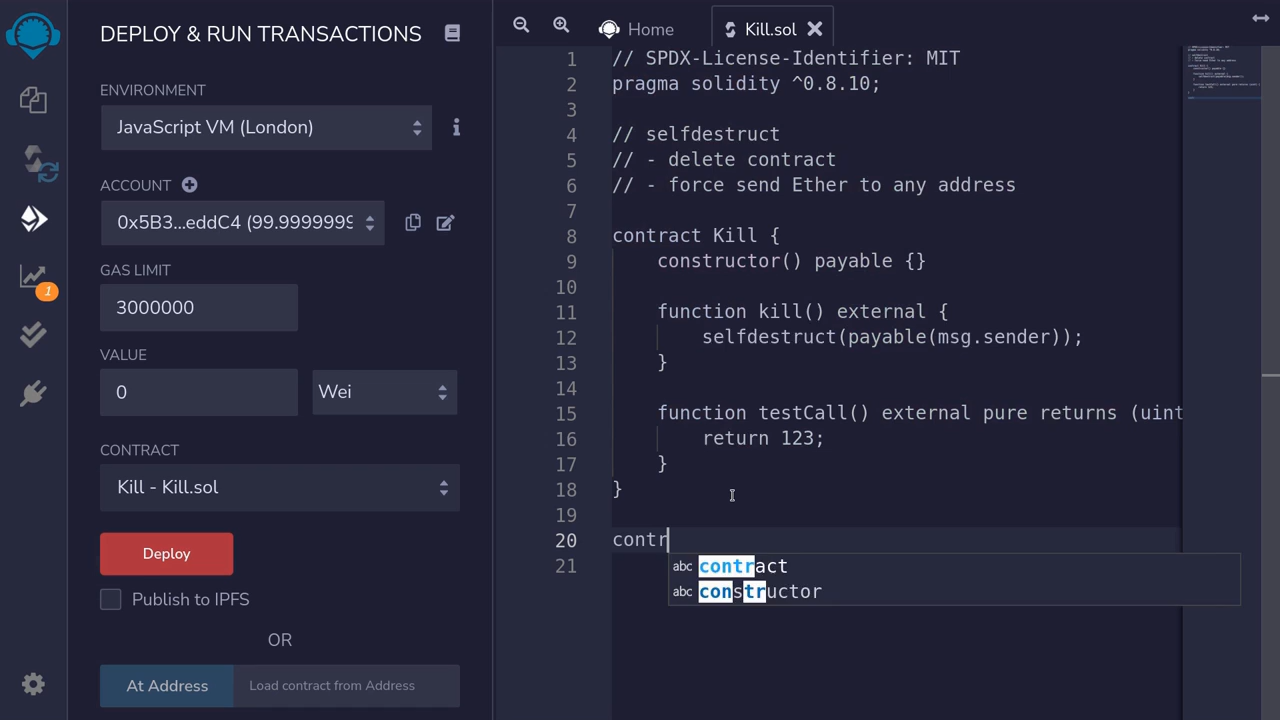 DEPLOY & RUN TRANSACTIONS
ENVIRONMENT
JavaScript VM (London)
ACCOUNT
0x5B3...eddC4 (99.9999999
GAS LIMIT
3000000
VALUE
0
Wei
CONTRACT
Kill - Kill.sol
Deploy
Publish to IPFS
OR
At Address
Load contract from Address
1
Home
Kill.sol
1 // SPDX-License-Identifier: MIT
2 pragma solidity ^0.8.10;
3
4 // selfdestruct
5 // - delete contract
6 // - force send Ether to any address
7
8 contract Kill {
9 constructor() payable {}
10
11 function kill() external {
12 selfdestruct(payable(msg.sender));
13 }
14
15 function testCall() external pure returns (uint
16 return 123;
17 }
18 }
19
20 contr
21
abc contract
abc constructor